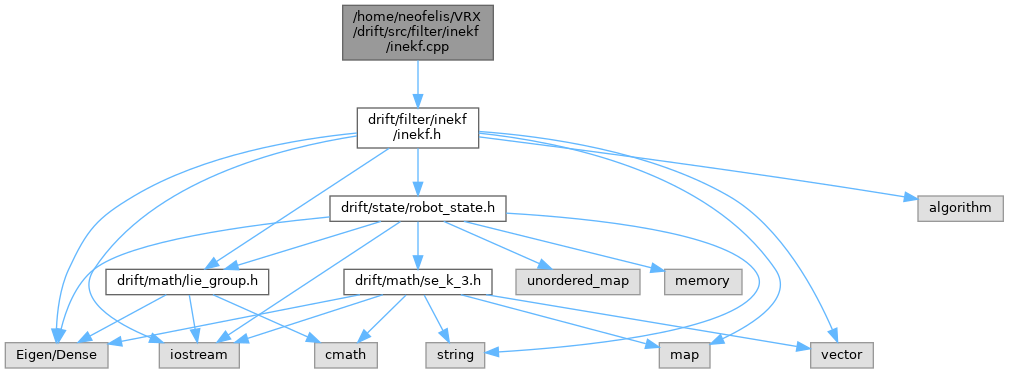 /home/neofelis/VRX
/drift/src/filter/inekf
/inekf.cpp
drift/filter/inekf
/inekf.h
drift/state/robot_state.h
algorithm
drift/math/lie_group.h
drift/math/se_k_3.h
unordered_map
memory
Eigen/Dense
iostream
cmath
string
map
vector